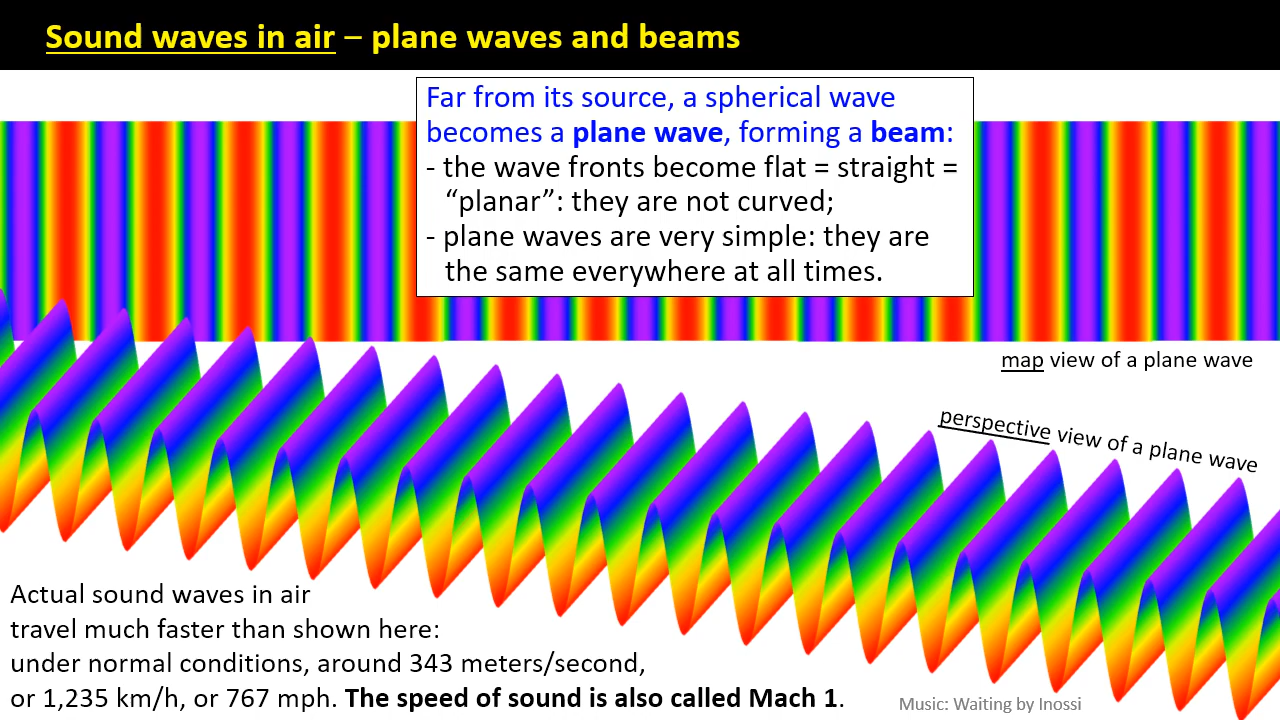 Sound waves in air – plane waves and beams
Far from its source, a spherical wave
becomes a plane wave, forming a beam:
- the wave fronts become flat = straight =
“planar”: they are not curved;
- plane waves are very simple: they are
the same everywhere at all times.
map view of a plane wave
perspective view of a plane wave
Actual sound waves in air
travel much faster than shown here:
under normal conditions, around 343 meters/second,
or 1,235 km/h, or 767 mph. The speed of sound is also called Mach 1.
Music: Waiting by Inossi